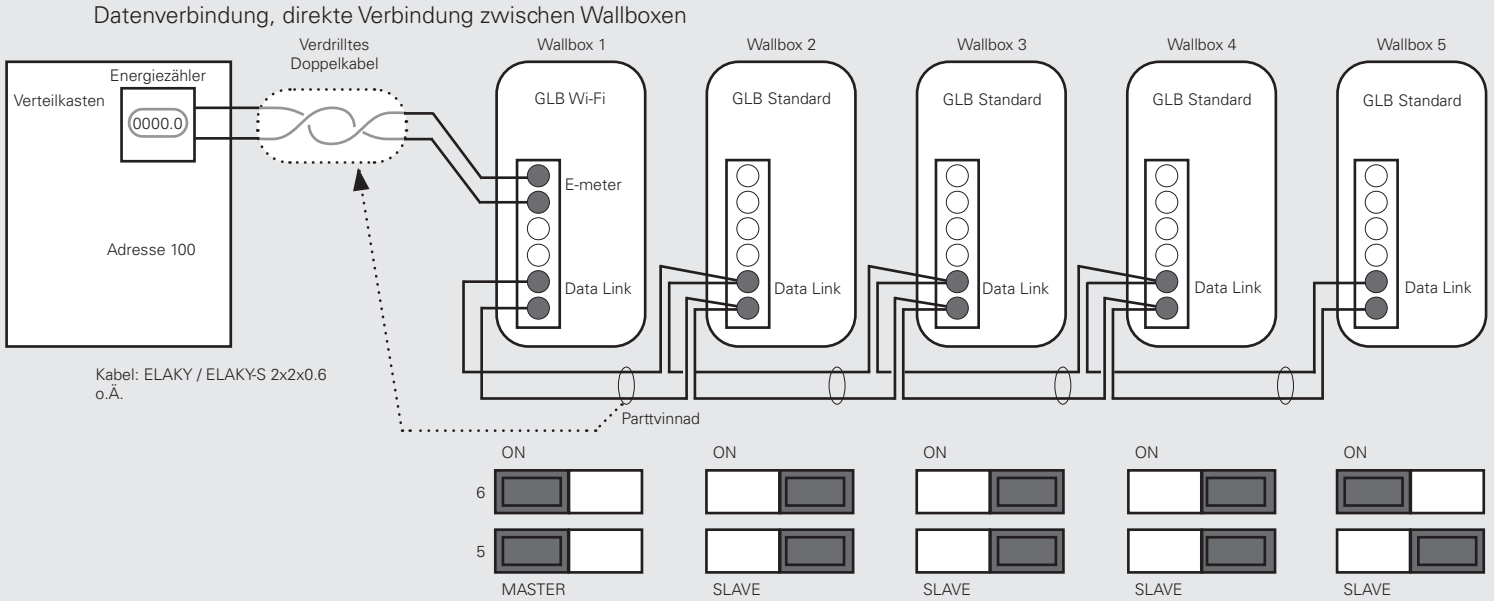 Datenverbindung, direkte Verbindung zwischen Wallboxen
Verdrilltes
Doppelkabel
Wallbox 1
Wallbox 2
Wallbox 3
Wallbox 4
Wallbox 5
Energiezähler
Verteilkasten
0000.0
GLB Wi-Fi
GLB Standard
GLB Standard
GLB Standard
GLB Standard
E-meter
Adresse 100
Data Link
Data Link
Data Link
Data Link
Data Link
Kabel: ELAKY / ELAKY-S 2x2x0.6
o.Ä.
Parttvinnad
ON
ON
ON
ON
ON
6
5
MASTER
SLAVE
SLAVE
SLAVE
SLAVE